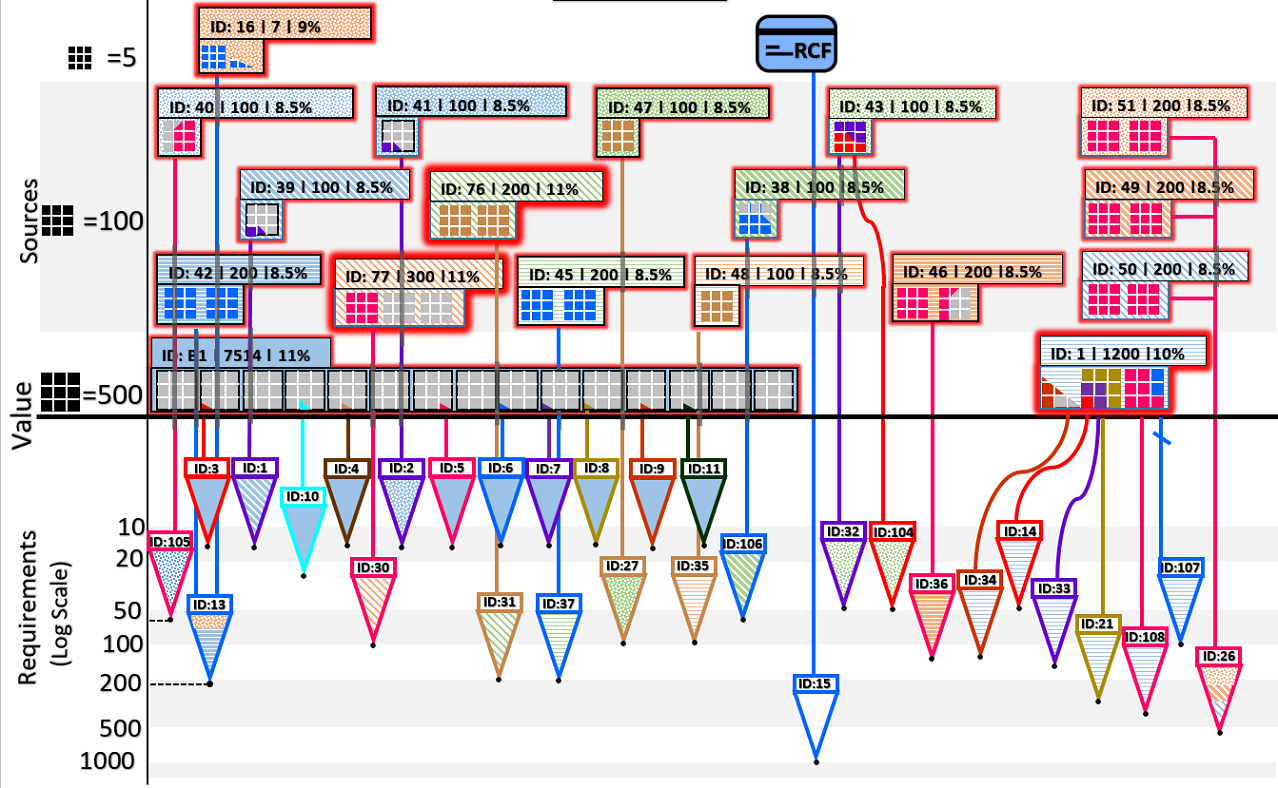 =5
ID: 16 | 7 | 9%
RCF
ID: 40 | 100 | 8.5%
ID: 41 | 100 | 8.5%
ID: 47 | 100 | 8.5%
ID: 43 | 100 | 8.5%
ID: 51 | 200 |8.5%
ID: 39 | 100 | 8.5%
ID: 76 | 200 | 11%
ID: 38 | 100 | 8.5%
ID: 49 | 200 | 8.5%
Sources
=100
ID: 42 | 200 |8.5%
ID: 77 | 300 |11%
ID: 45 | 200 | 8.5%
ID: 48 | 100 | 8.5%
ID: 46 | 200 |8.5%
ID: 50 | 200 | 8.5%
ID: B1 | 7514 | 11%
ID: 1 | 1200 |10%
Value
=500
ID:3
ID:1
ID:4
ID:2
ID:5
ID:6
ID:7
ID:8
ID:9
ID:11
ID:10
Requirements
(Log Scale)
10
20
50
100
200
500
1000
ID:105
ID:106
ID:32
ID:104
ID:14
ID:30
ID:27
ID:35
ID:36
ID:34
ID:33
ID:107
ID:13
ID:31
ID:37
ID:21
ID:108
ID:26
ID:15